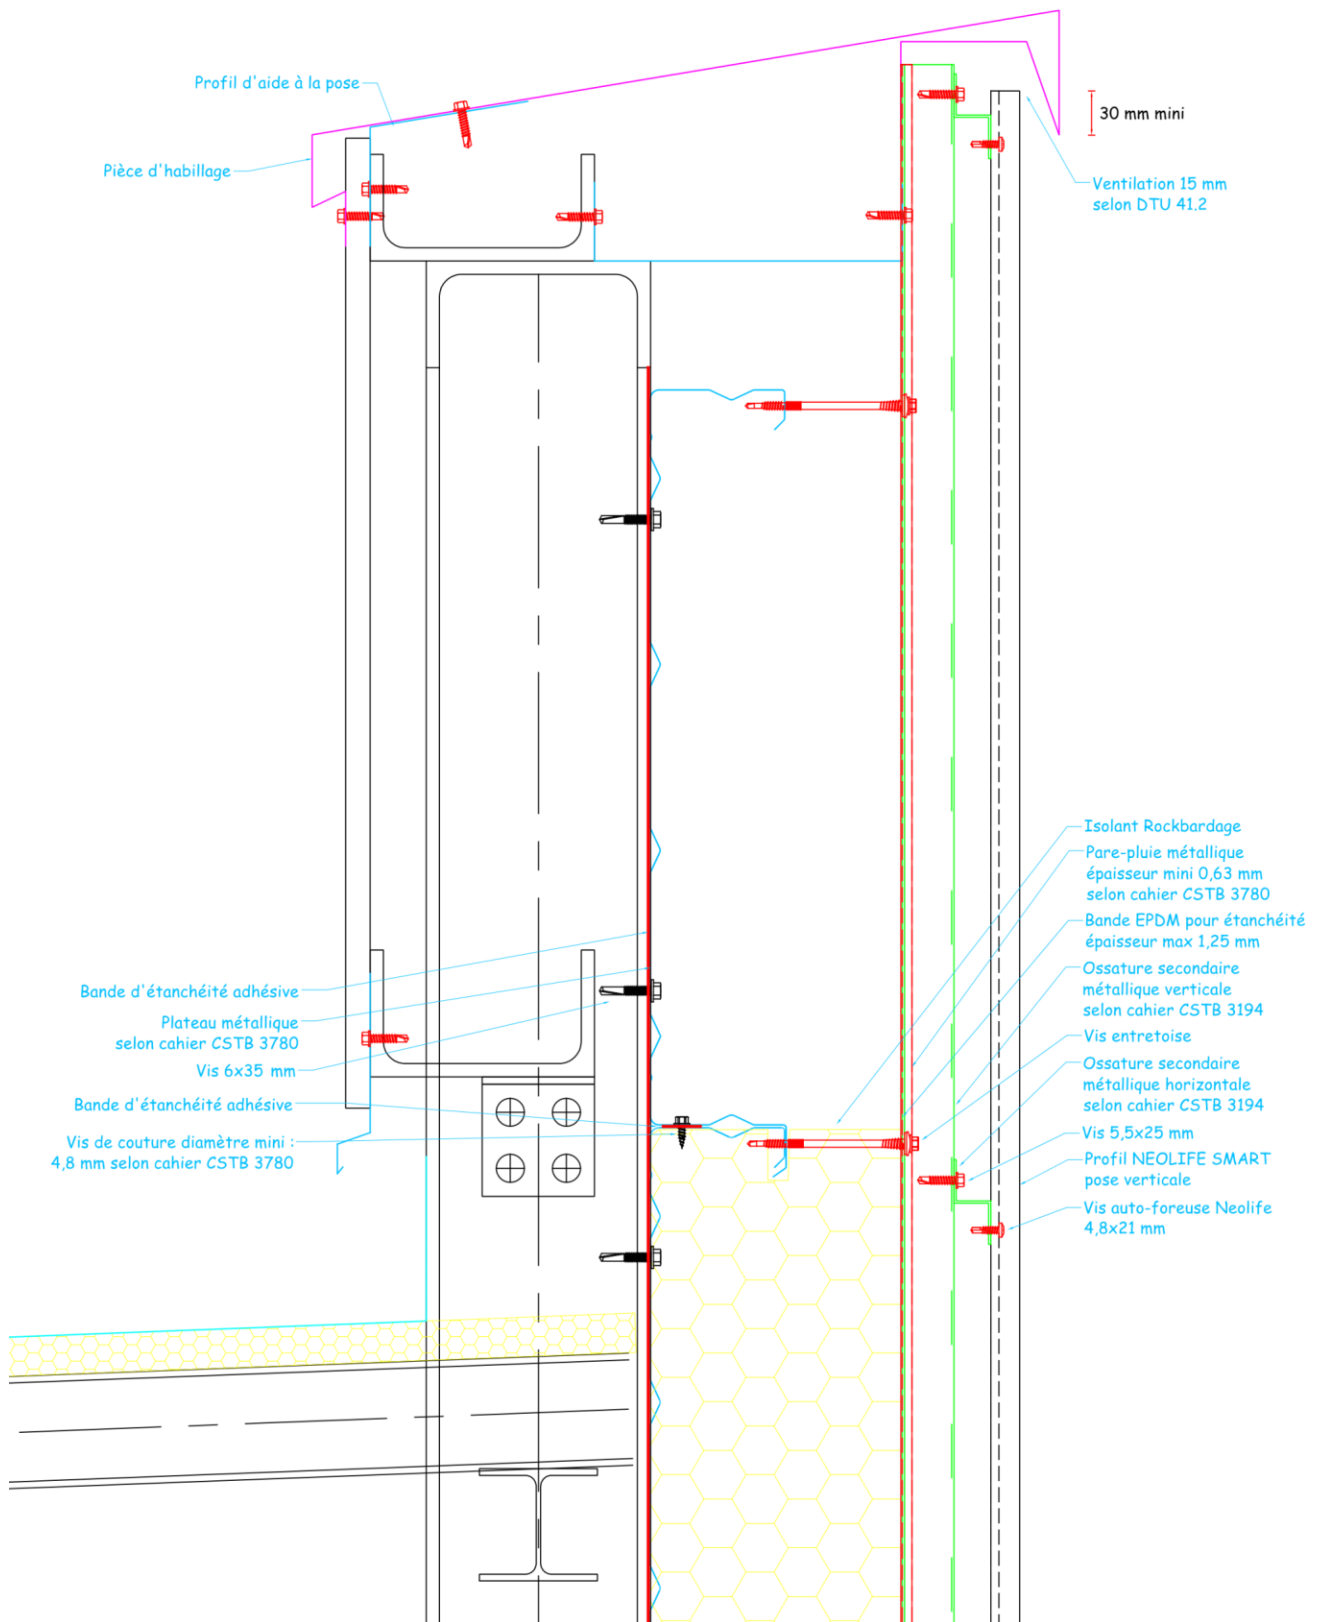 Profil d'aide à la pose
Pièce d'habillage
30 mm mini
Ventilation 15 mm
selon DTU 41.2
Isolant Rockbardage
Pare-pluie métallique
épaisseur mini 0,63 mm
selon cahier CSTB 3780
Bande EPDM pour étanchéité
épaisseur max 1,25 mm
Ossature secondaire
métallique verticale
selon cahier CSTB 3194
Vis entretoise
Ossature secondaire
métallique horizontale
selon cahier CSTB 3194
Vis 5,5x25 mm
Profil NEOLIFE SMART
pose verticale
Vis auto-foreuse Neolife
4,8x21 mm
Bande d'étanchéité adhésive
Plateau métallique
selon cahier CSTB 3780
Vis 6x35 mm
Bande d'étanchéité adhésive
Vis de couture diamètre mini :
4,8 mm selon cahier CSTB 3780